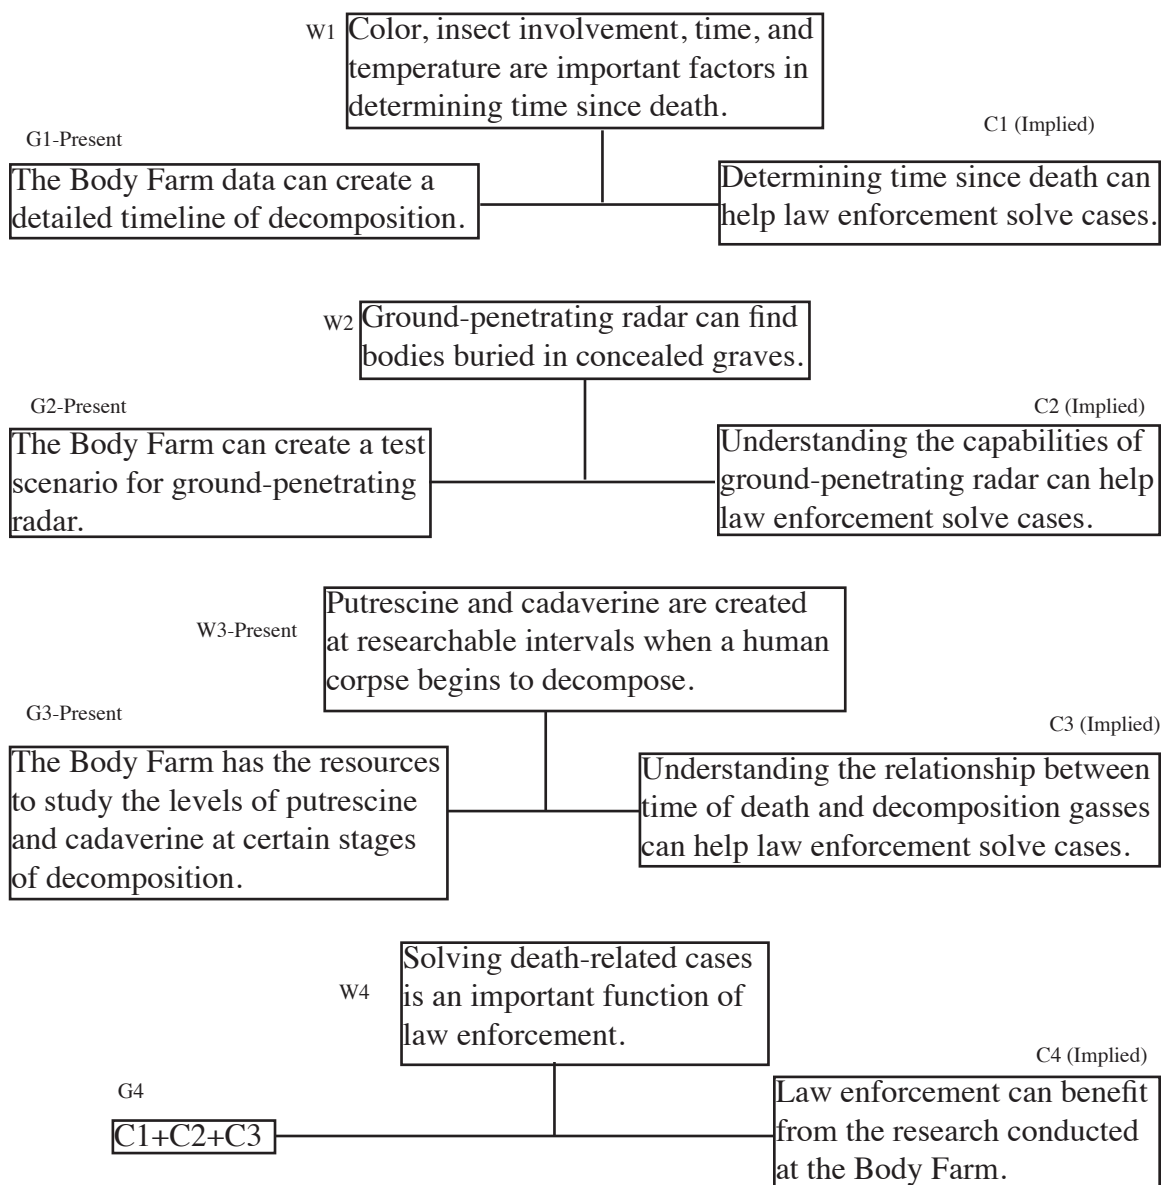 W1
Color, insect involvement, time, and
temperature are important factors in
determining time since death.
G1-Present
The Body Farm data can create a
detailed timeline of decomposition.
C1 (Implied)
Determining time since death can
help law enforcement solve cases.
W2
Ground-penetrating radar can find
bodies buried in concealed graves.
G2-Present
The Body Farm can create a test
scenario for ground-penetrating
radar.
C2 (Implied)
Understanding the capabilities of
ground-penetrating radar can help
law enforcement solve cases.
W3-Present
Putrescine and cadaverine are created
at researchable intervals when a human
corpse begins to decompose.
G3-Present
The Body Farm has the resources
to study the levels of putrescine
and cadaverine at certain stages
of decomposition.
C3 (Implied)
Understanding the relationship between
time of death and decomposition gasses
can help law enforcement solve cases.
W4
Solving death-related cases
is an important function of
law enforcement.
G4
C1+C2+C3
C4 (Implied)
Law enforcement can benefit
from the research conducted
at the Body Farm.